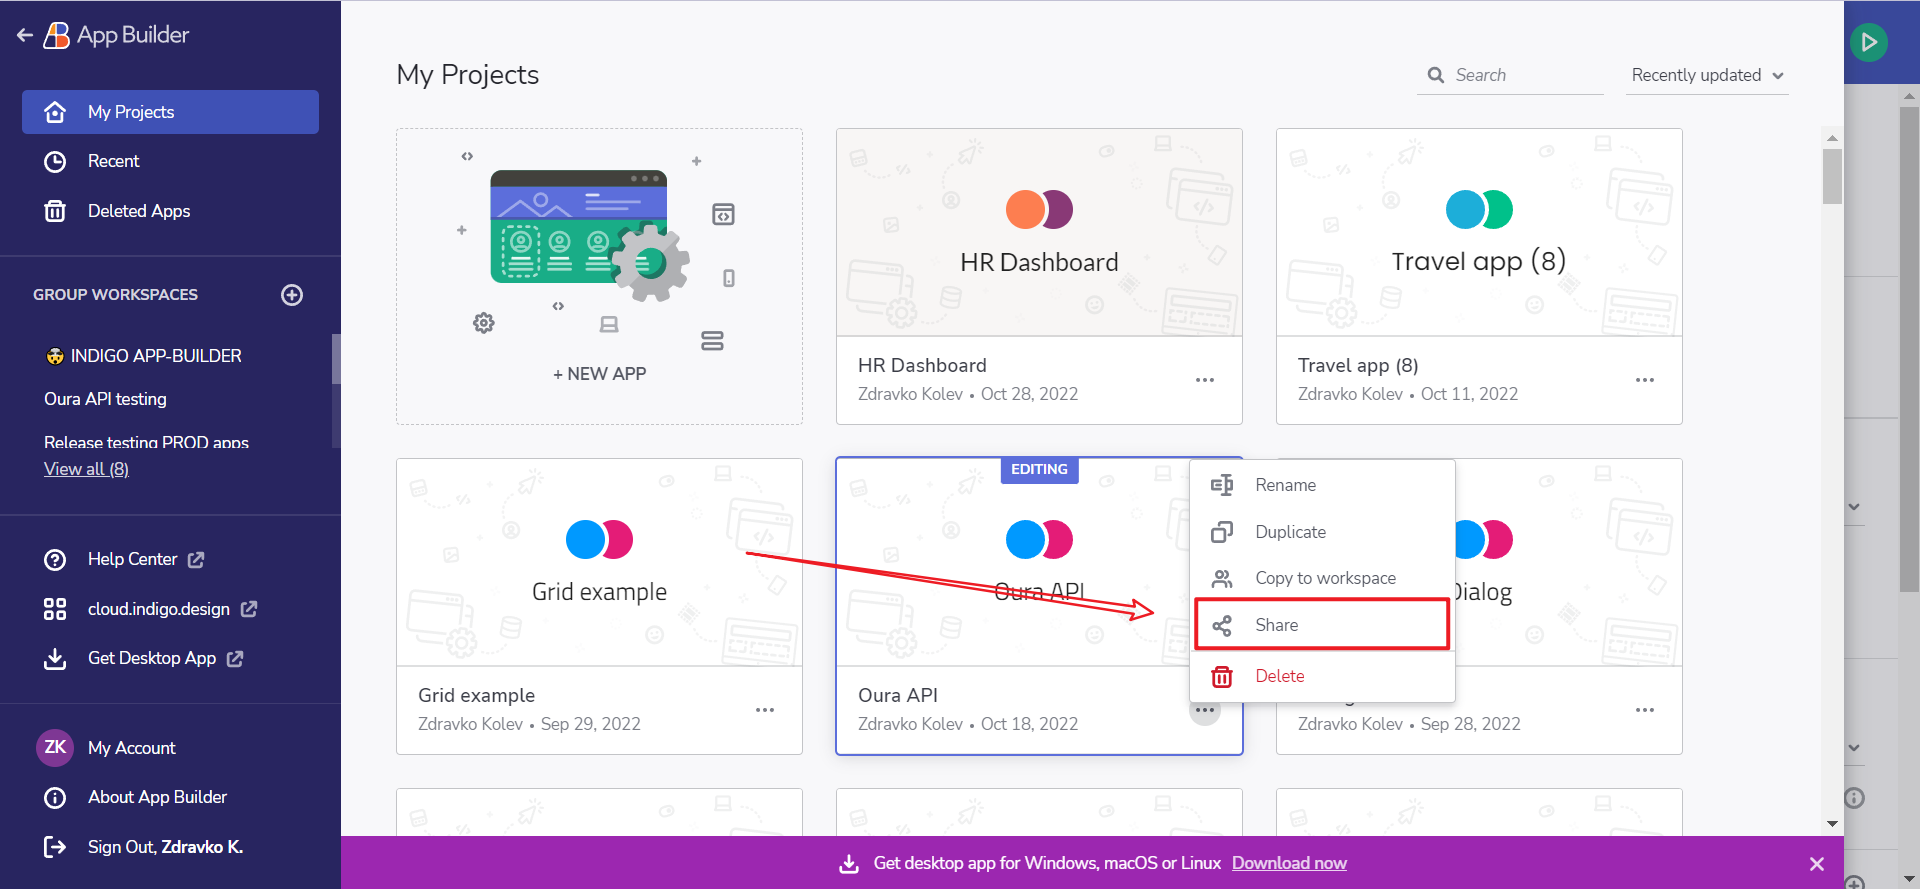 App Builder
My Projects
Recent
Deleted Apps
GROUP WORKSPACES
INDIGO APP-BUILDER
Oura API testing
Release testing PROD apps
View all (8)
Help Center
cloud.indigo.design
Get Desktop App
ZK My Account
About App Builder
Sign Out, Zdravko K.
My Projects
Search
Recently updated
+ NEW APP
HR Dashboard
HR Dashboard
Zdravko Kolev • Oct 28, 2022
Travel app (8)
Travel app (8)
Zdravko Kolev • Oct 11, 2022
Grid example
Grid example
Zdravko Kolev • Sep 29, 2022
EDITING
Oura API
Oura API
Zdravko Kolev • Oct 18, 2022
Rename
Duplicate
Copy to workspace
Share
Delete
Dialog
Zdravko Kolev • Sep 28, 2022
Get desktop app for Windows, macOS or Linux Download now